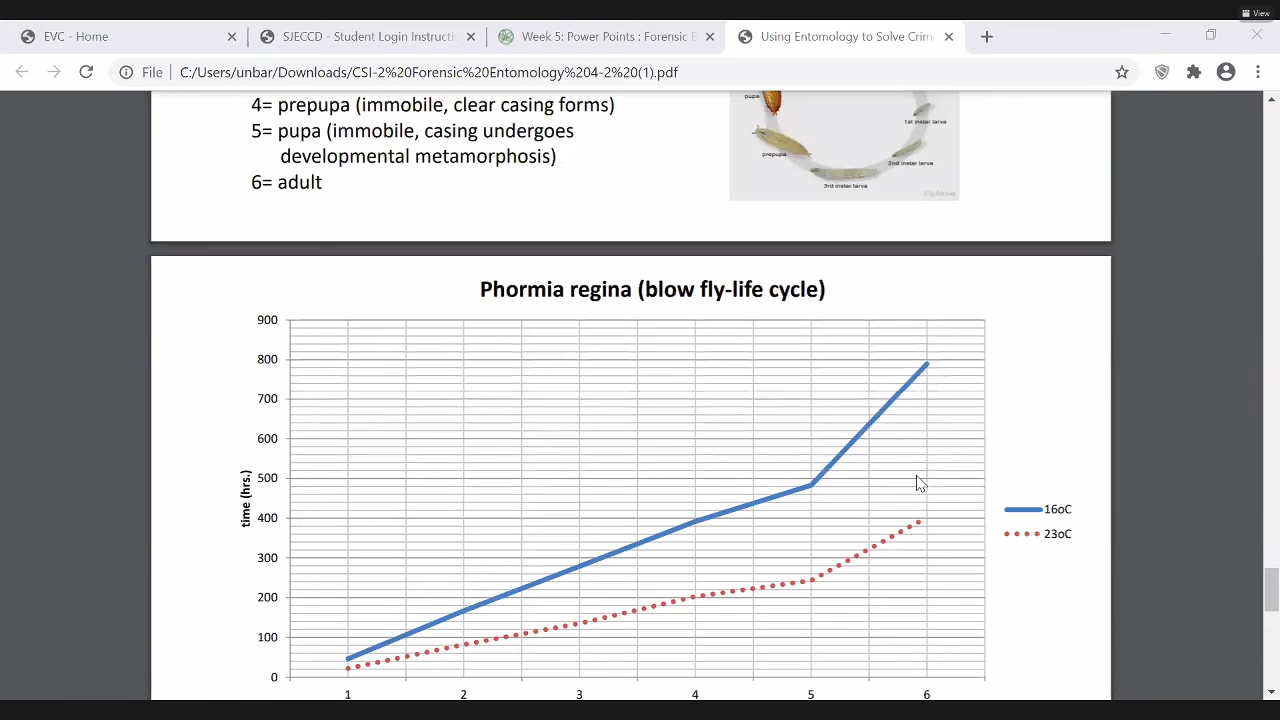 View
EVC - Home
SJECCD - Student Login Instructic
Week 5 Power Points : Forensic E
Using Entomology to Solve Crim
File
C:/Users/unbar/Downloads/CSI-2%20Forensic%20Entomology%204-2%20(1).pdf
4= prepupa (immobile, clear casing forms)
5= pupa (immobile, casing undergoes
developmental metamorphosis)
6= adult
pupa
1st instar larva
prepupa
2nd instar larva
3rd instar larva
FlyMove
Phormia regina (blow fly-life cycle)
900
800
700
600
500
400
300
200
100
0
time (hrs.)
16oC
23oC
1 2 3 4 5 6